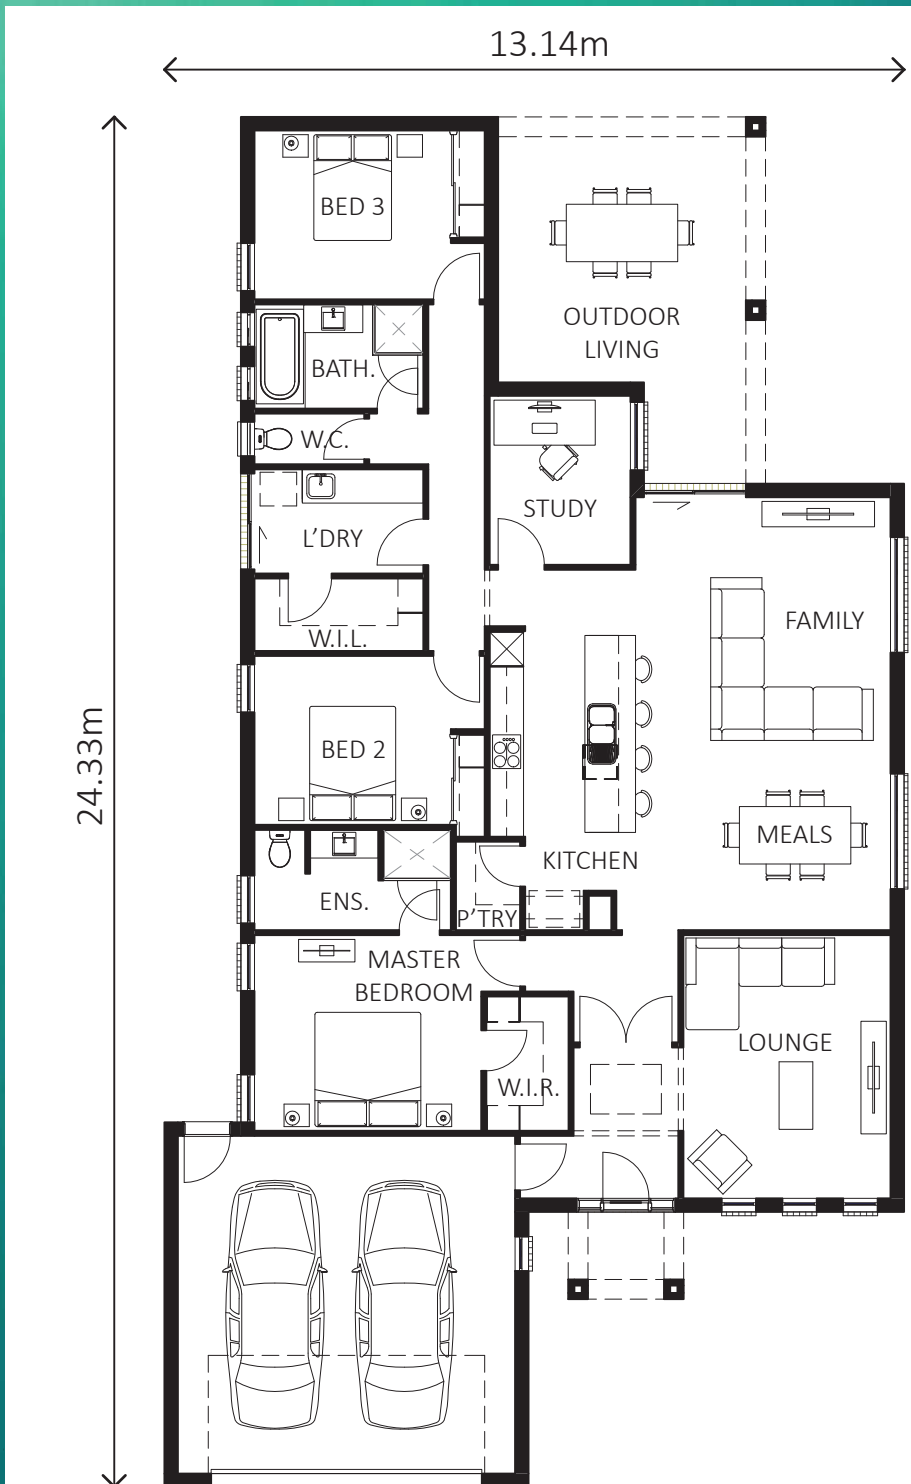 13.14m
24.33m
BED 3
OUTDOOR
LIVING
BATH.
W.C.
STUDY
L'DRY
FAMILY
W.I.L.
BED 2
MEALS
KITCHEN
ENS.
P'TRY
MASTER
BEDROOM
LOUNGE
W.I.R.